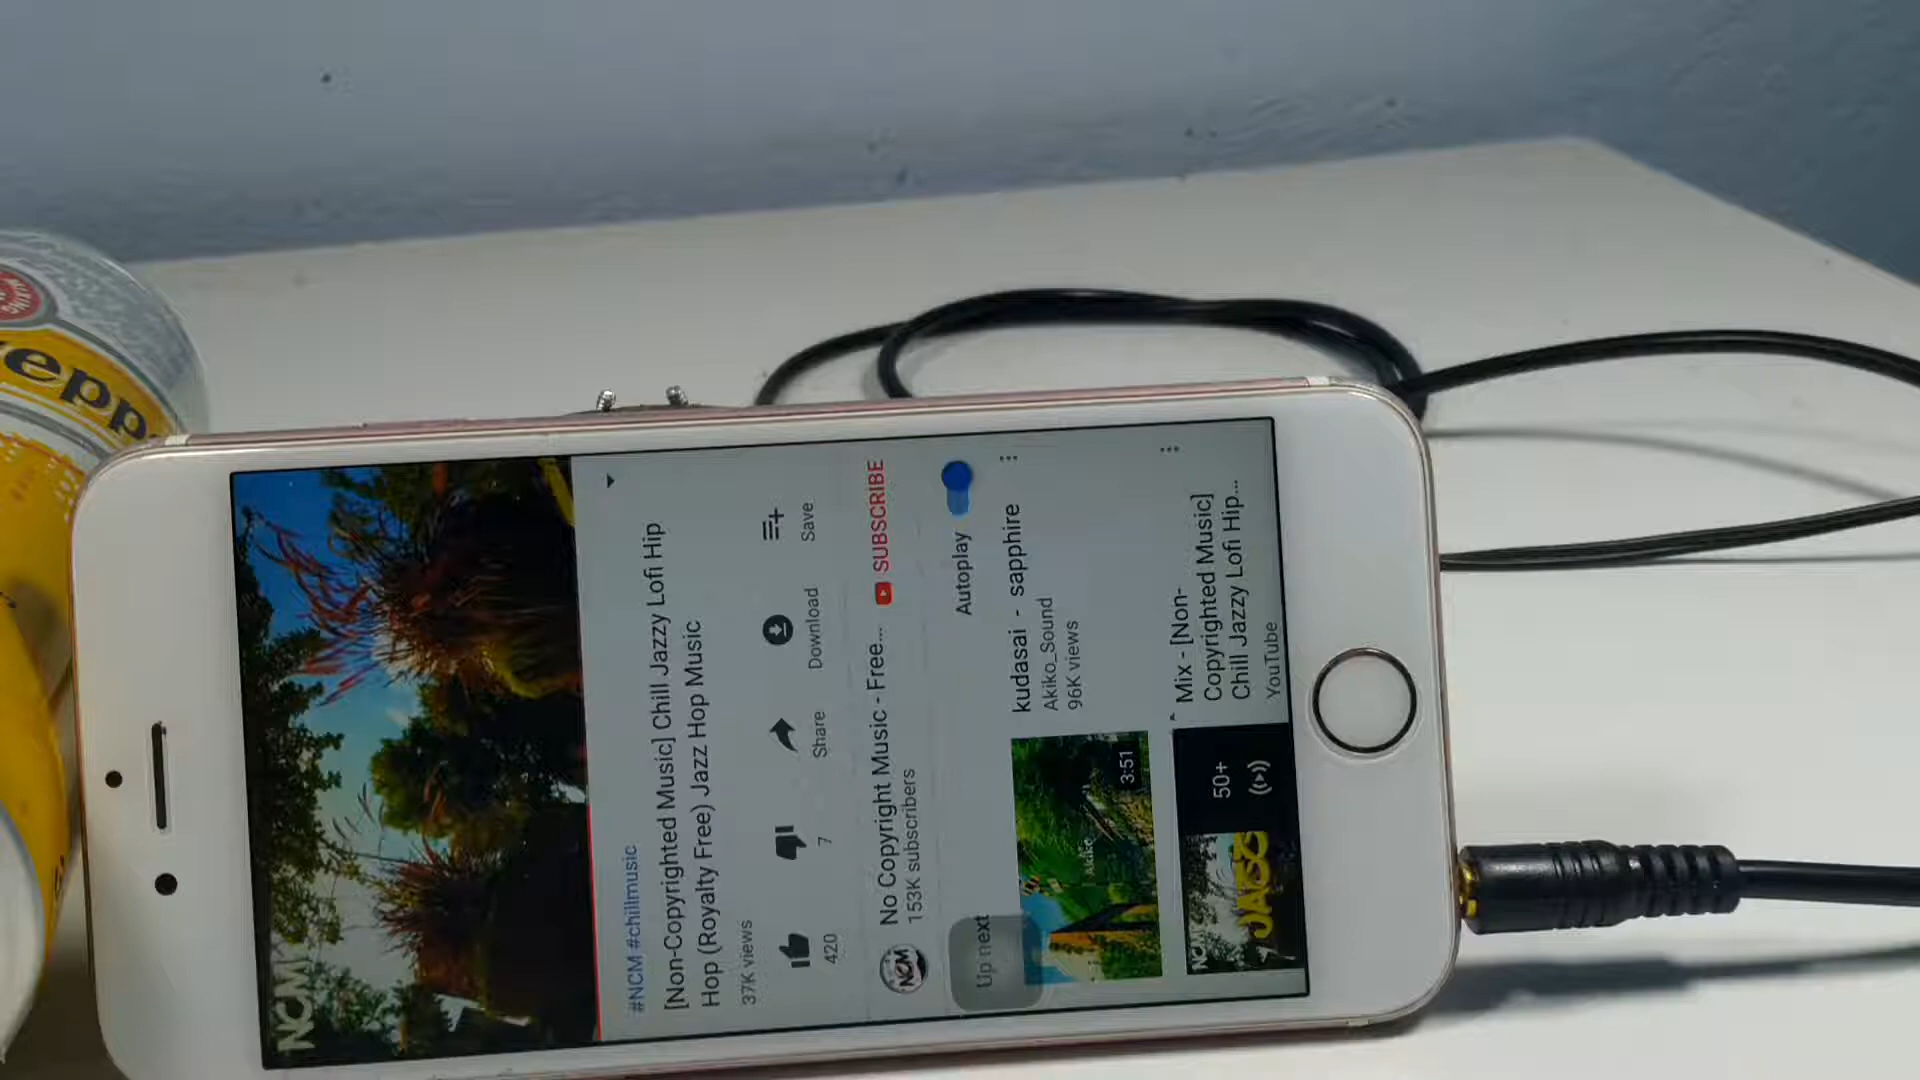 epp
NCM
#NCM #chillmusic
[Non-Copyrighted Music] Chill Jazzy Lofi Hip
Hop (Royalty Free) Jazz Hop Music
37K views
420
7
Share
Download
Save
NCM
No Copyright Music - Free...
153K subscribers
SUBSCRIBE
Up next
Autoplay
kudasai - sapphire
Akiko_Sound
96K views
Akiko
3:51
Mix - [Non-
Copyrighted Music]
Chill Jazzy Lofi Hip...
YouTube
50+